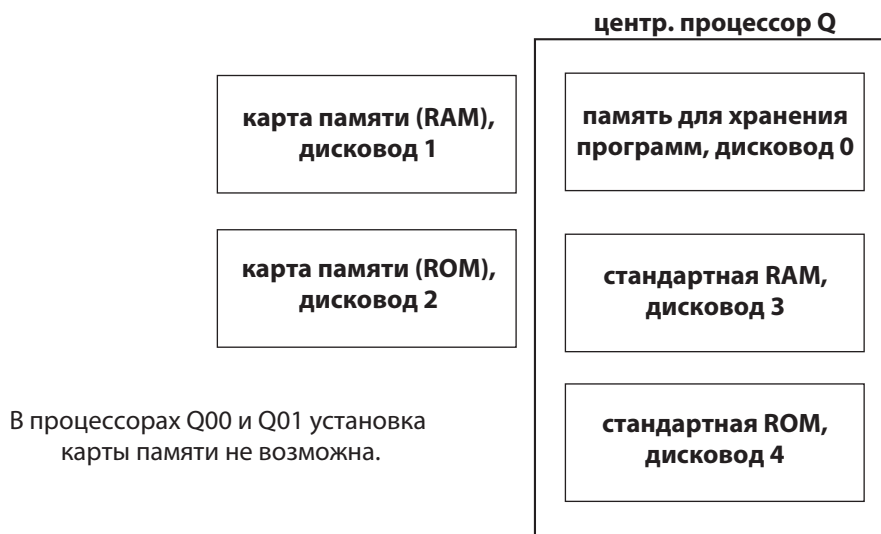 центр. процессор Q
карта памяти (RAM),
дисковод 1
память для хранения
программ, дисковод 0
карта памяти (ROM),
дисковод 2
стандартная RAM,
дисковод 3
В процессорах Q00 и Q01 установка
карты памяти не возможна.
стандартная ROM,
дисковод 4